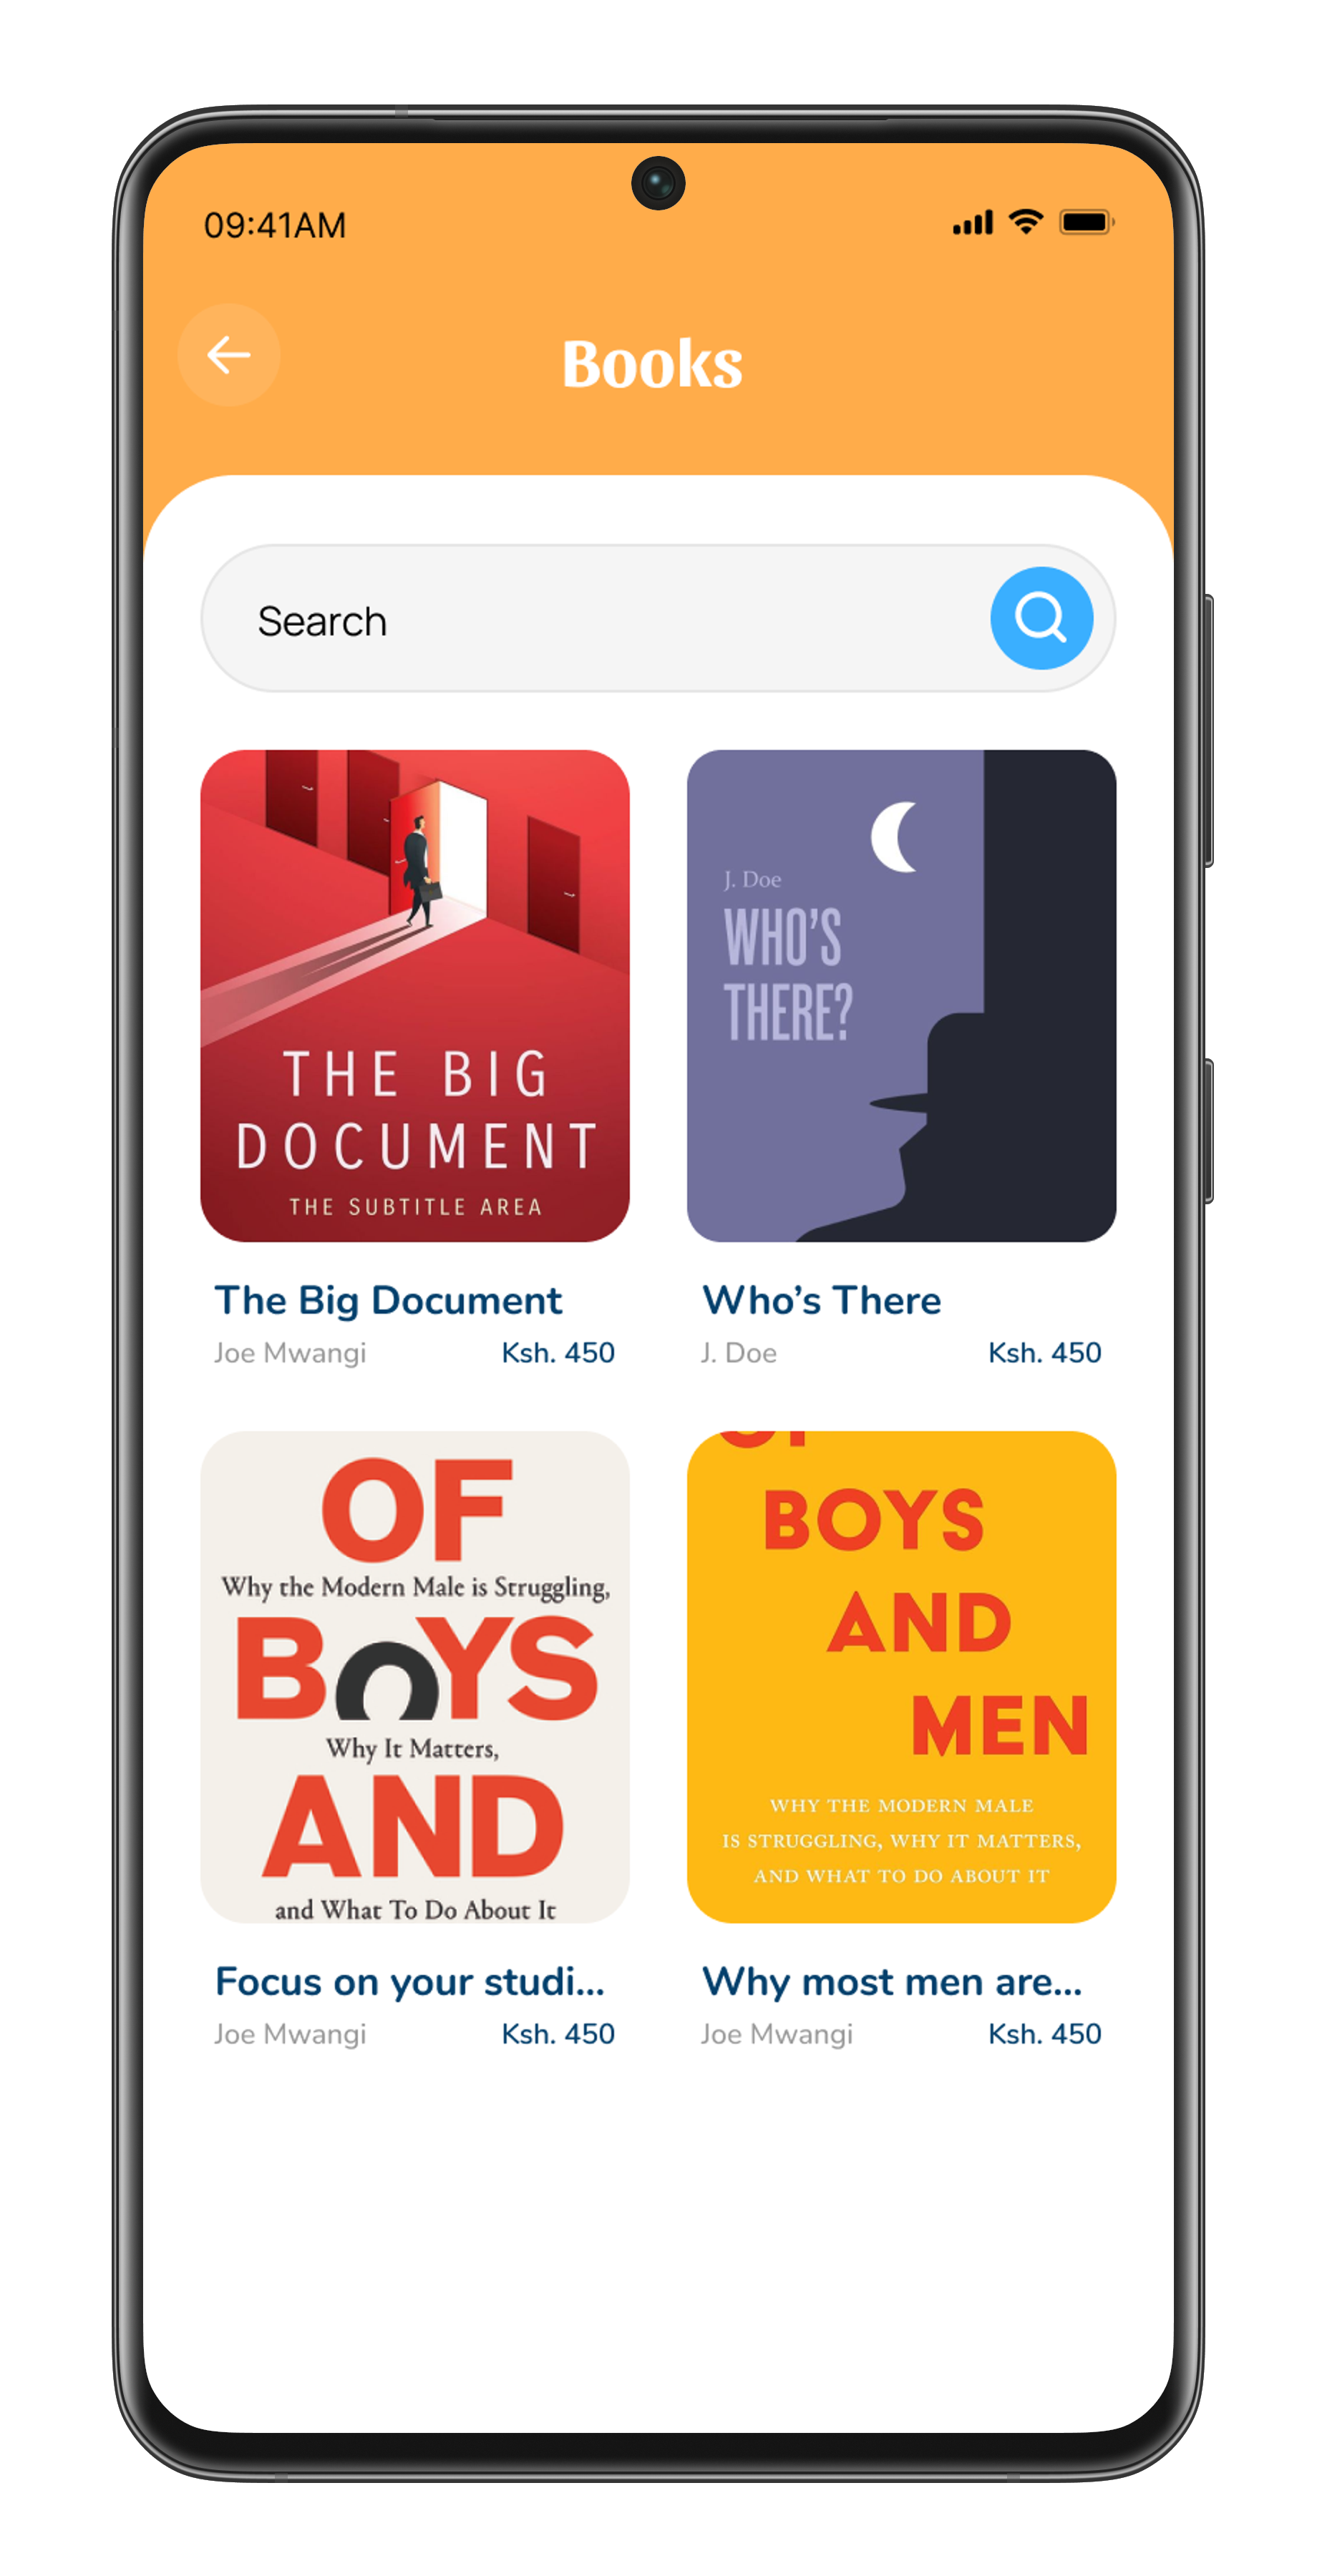 09:41AM
Books
Search
J. Doe
WHO'S
THERE?
THE BIG
DOCUMENT
THE SUBTITLE AREA
The Big Document
Joe Mwangi Ksh. 450
Who's There
J. Doe Ksh. 450
OF
Why the Modern Male is Struggling,
BOYS
Why It Matters,
AND
and What To Do About It
BOYS
AND
MEN
WHY THE MODERN MALE
IS STRUGGLING, WHY IT MATTERS,
AND WHAT TO DO ABOUT IT
Focus on your studi...
Joe Mwangi Ksh. 450
Why most men are...
Joe Mwangi Ksh. 450